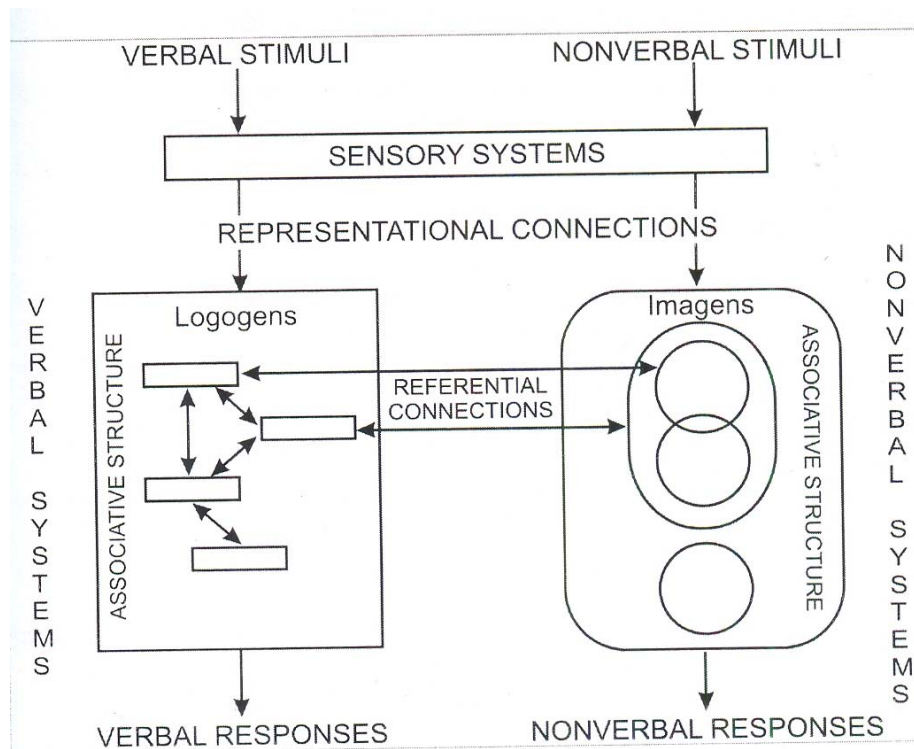 VERBAL STIMULI
NONVERBAL STIMULI
SENSORY SYSTEMS
REPRESENTATIONAL CONNECTIONS
VERBAL SYSTEMS
ASSOCIATIVE STRUCTURE
Logogens
REFERENTIAL
CONNECTIONS
Imagens
ASSOCIATIVE STRUCTURE
NONVERBAL SYSTEMS
VERBAL RESPONSES
NONVERBAL RESPONSES